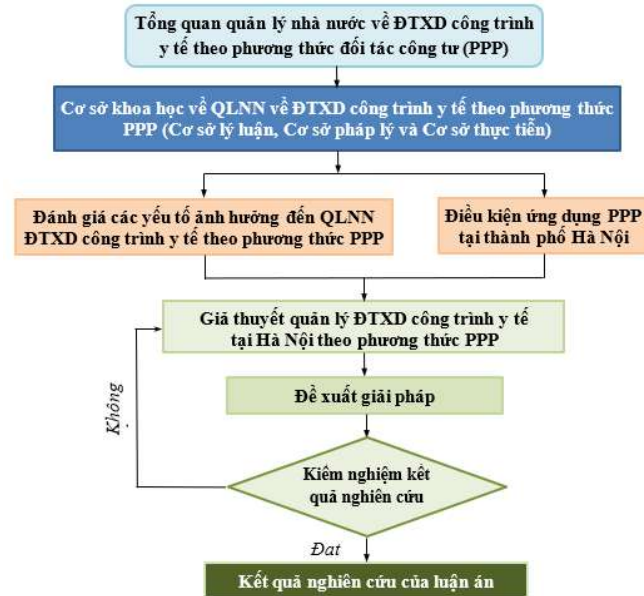 Tổng quan quản lý nhà nước về ĐTXD công trình
y tế theo phương thức đối tác công tư (PPP)
Cơ sở khoa học về QLNN về ĐTXD công trình y tế theo phương thức
PPP (Cơ sở lý luận, Cơ sở pháp lý và Cơ sở thực tiễn)
Đánh giá các yếu tố ảnh hưởng đến QLNN
ĐTXD công trình y tế theo phương thức PPP
Điều kiện ứng dụng PPP
tại thành phố Hà Nội
Giả thuyết quản lý ĐTXD công trình y tế
tại Hà Nội theo phương thức PPP
Đề xuất giải pháp
Không
Kiểm nghiệm kết
quả nghiên cứu
Đat
Kết quả nghiên cứu của luận án